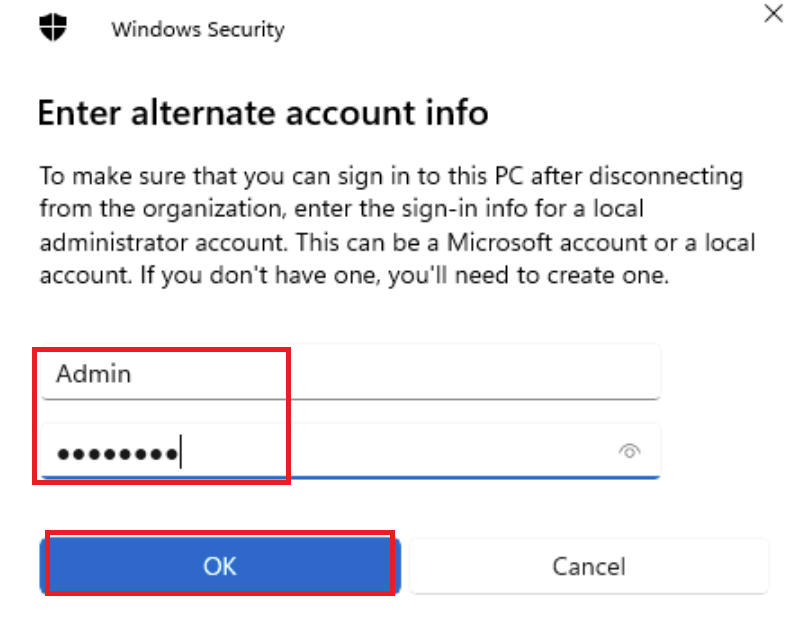 Windows Security
Enter alternate account info
To make sure that you can sign in to this PC after disconnecting
from the organization, enter the sign-in info for a local
administrator account. This can be a Microsoft account or a local
account. If you don't have one, you'll need to create one.
Admin
••••••••
OK
Cancel